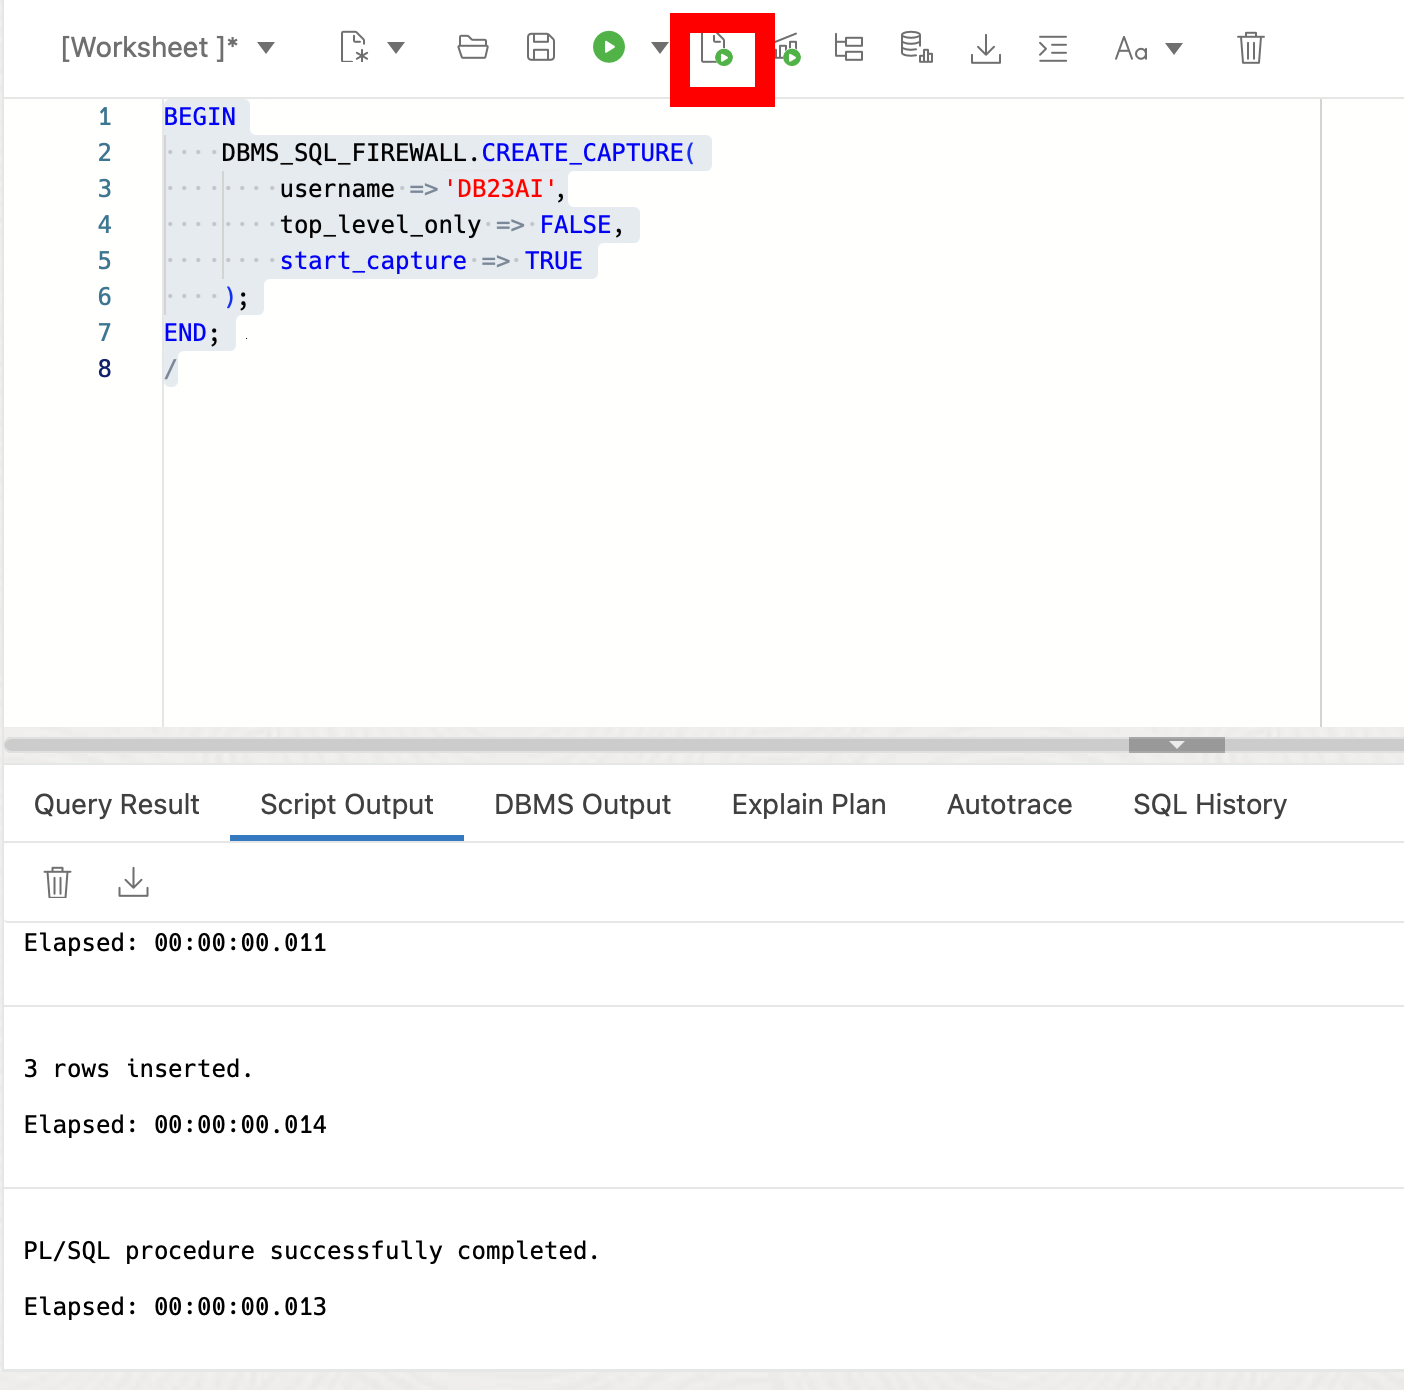 [Worksheet ]*
Aa
1 BEGIN
2 DBMS_SQL_FIREWALL.CREATE_CAPTURE(
3 username => 'DB23AI',
4 top_level_only => FALSE,
5 start_capture => TRUE
6 );
7 END;
8 /
Query Result Script Output DBMS Output Explain Plan Autotrace SQL History
Elapsed: 00:00:00.011
3 rows inserted.
Elapsed: 00:00:00.014
PL/SQL procedure successfully completed.
Elapsed: 00:00:00.013